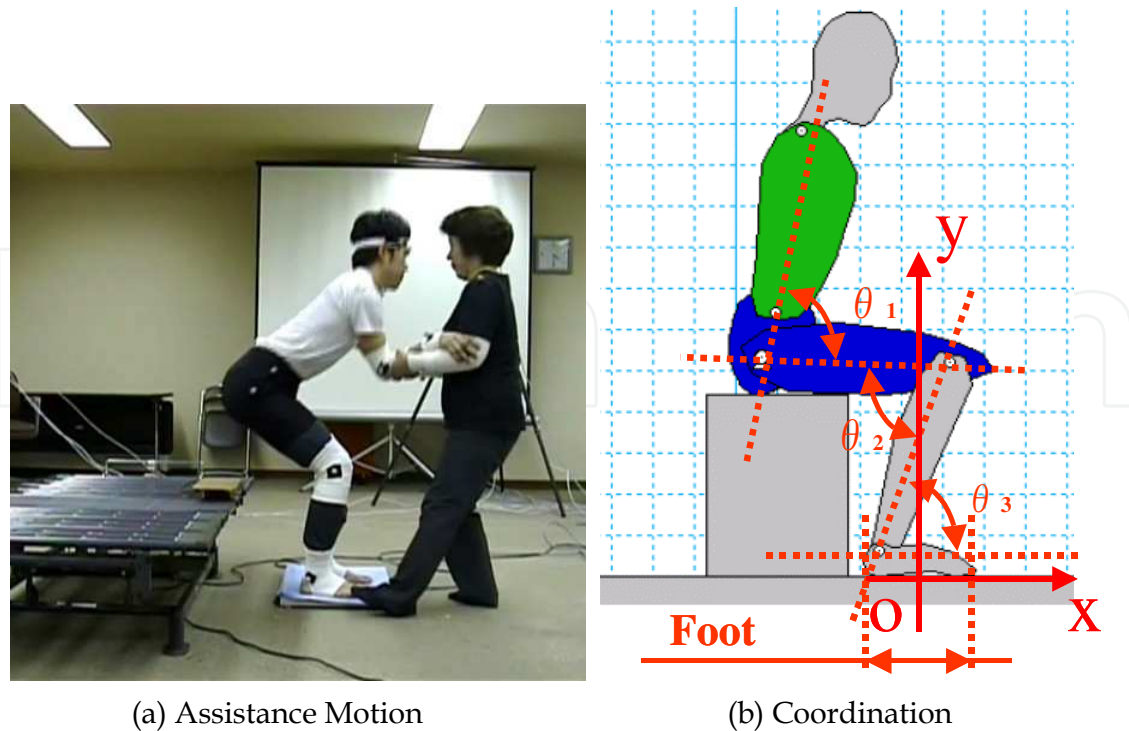 y
θ 1
θ 2
θ 3
O
X
Foot
(a) Assistance Motion
(b) Coordination